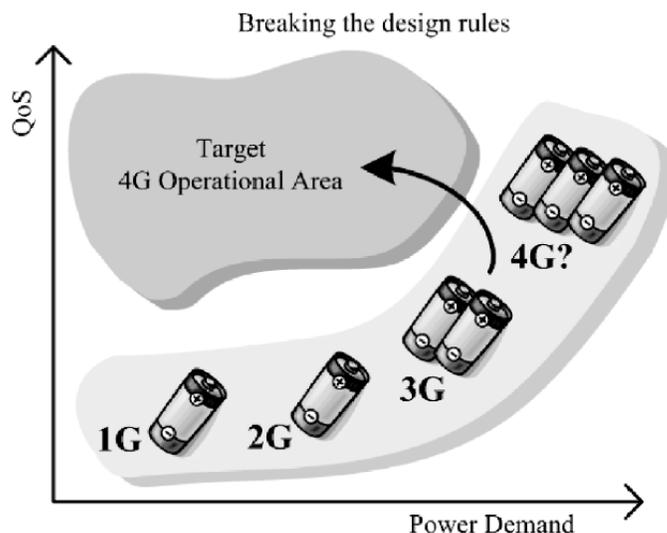 Breaking the design rules
QoS
Target
4G Operational Area
4G?
3G
1G
2G
Power Demand